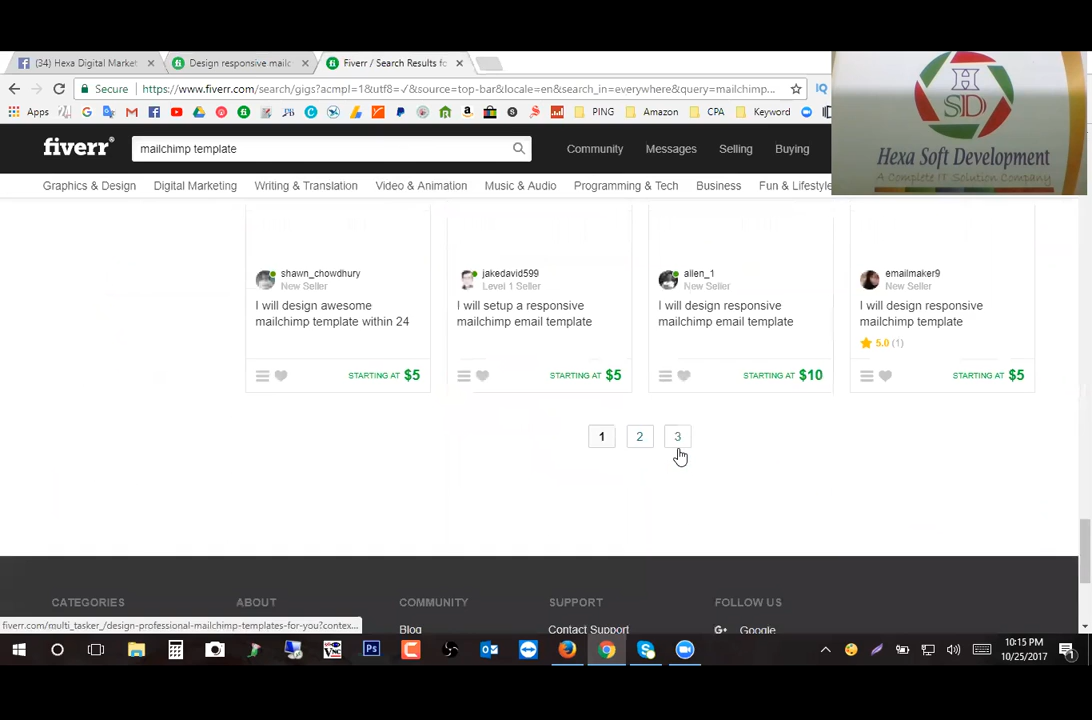 (34) Hexa Digital Market
Design responsive mailc
Fiverr / Search Results fo
Secure
https://www.fiverr.com/search/gigs?acmpl=1&utf8=✓&source=top-bar&locale=en&search_in=everywhere&query=mailchimp...
IQ
Apps
PING
Amazon
CPA
Keyword
H
S D
Hexa Soft Development
A Complete IT Solution Company
fiverr®
mailchimp template
Community
Messages
Selling
Buying
Graphics & Design
Digital Marketing
Writing & Translation
Video & Animation
Music & Audio
Programming & Tech
Business
Fun & Lifestyle
shawn_chowdhury
New Seller
I will design awesome
mailchimp template within 24
STARTING AT $5
jakedavid599
Level 1 Seller
I will setup a responsive
mailchimp email template
STARTING AT $5
allen_1
New Seller
I will design responsive
mailchimp email template
STARTING AT $10
emailmaker9
New Seller
I will design responsive
mailchimp template
5.0 (1)
STARTING AT $5
1
2
3
CATEGORIES
ABOUT
COMMUNITY
SUPPORT
FOLLOW US
Blog
Contact Support
G+ Google
fiverr.com/multi_tasker_/design-professional-mailchimp-templates-for-you?contex...
Ps
VNC
10:15 PM
10/25/2017
1